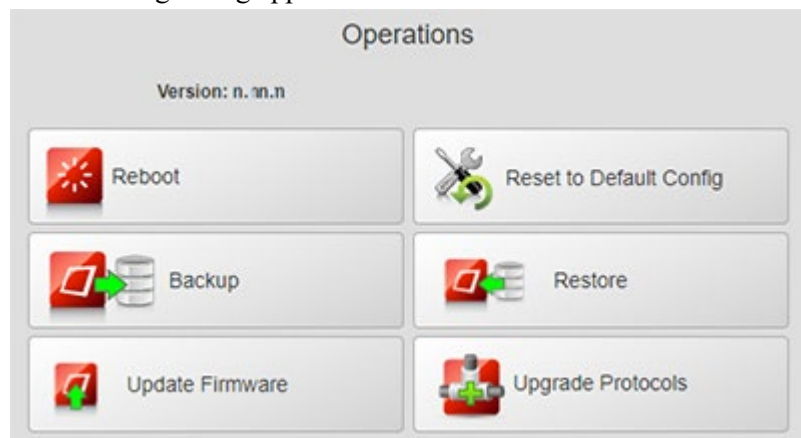 Operations
Version: n.nn.n
Reboot
Reset to Default Config
Backup
Restore
Update Firmware
Upgrade Protocols